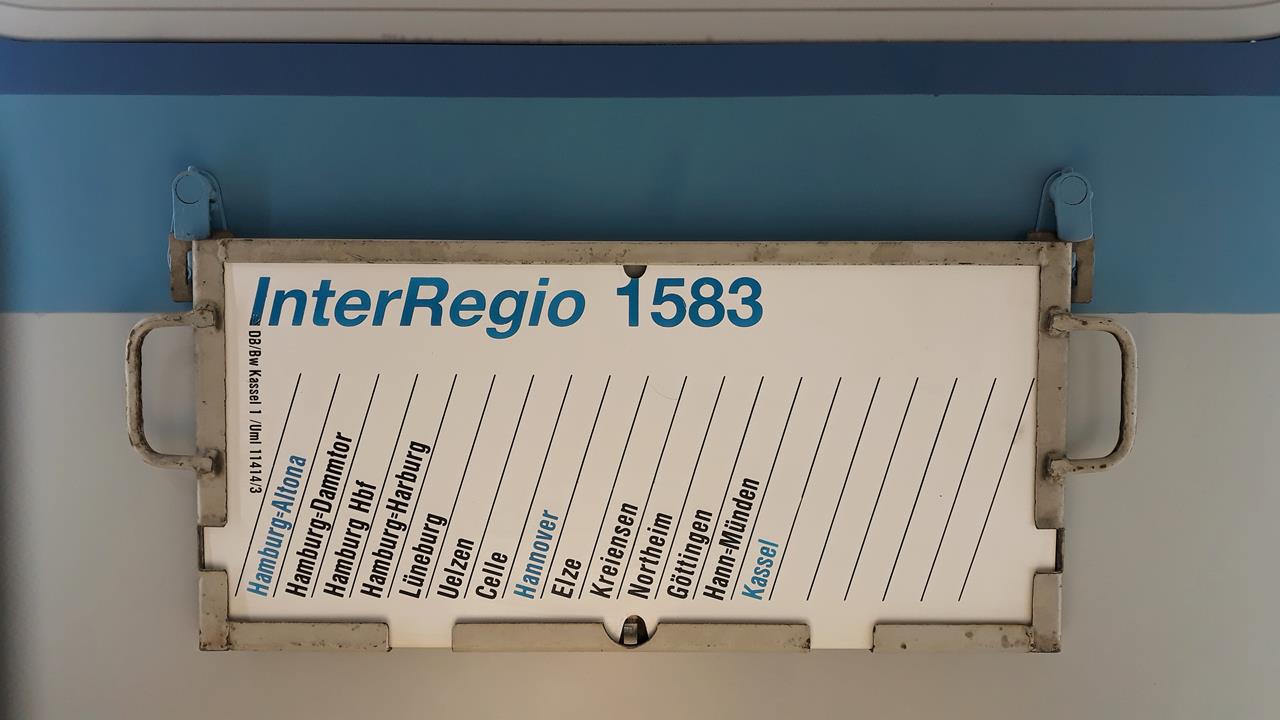 InterRegio 1583
DB/Bw Kassel 1 /Uml 11414/3
Hamburg=Altona
Hamburg=Dammtor
Hamburg Hbf
Hamburg=Harburg
Lüneburg
Uelzen
Celle
Hannover
Elze
Kreiensen
Northeim
Göttingen
Hann=Münden
Kassel